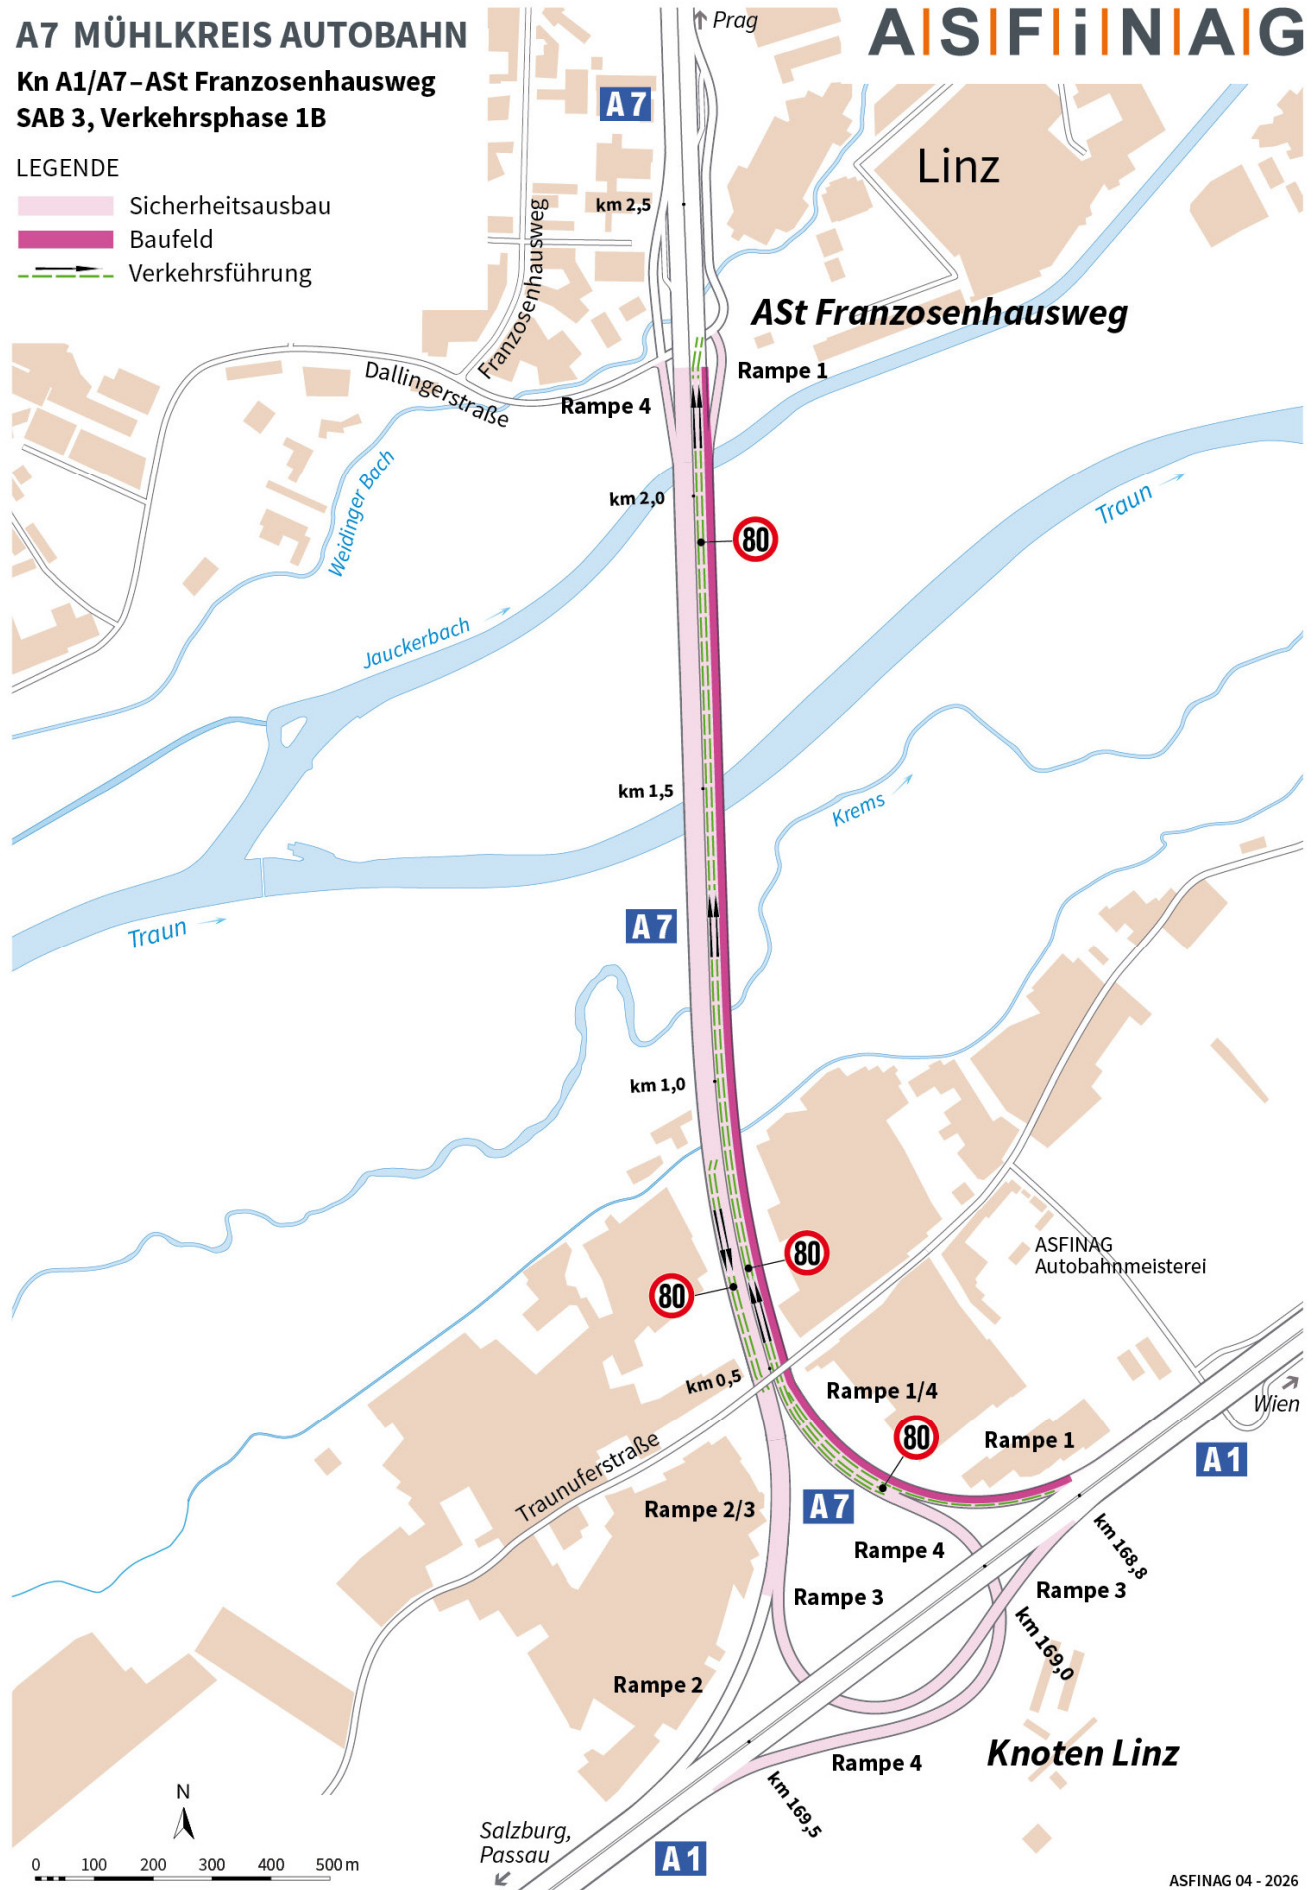 A7 MÜHLKREIS AUTOBAHN
Kn A1/A7–ASt Franzosenhausweg
SAB 3, Verkehrsphase 1B
LEGENDE
Sicherheitsausbau
Baufeld
Verkehrsführung
Prag
ASFiNAG
A 7
Linz
km 2,5
Franzosenhausweg
ASt Franzosenhausweg
Dallingerstraße
Rampe 1
Rampe 4
Weidinger Bach
km 2,0
Traun
80
Jauckerbach
km 1,5
Krems
A 7
Traun
km 1,0
ASFINAG
Autobahnmeisterei
80
80
km 0,5
Rampe 1/4
Wien
80
Rampe 1
A 1
Traunuferstraße
Rampe 2/3
A 7
km 168,8
Rampe 4
Rampe 3
Rampe 3
km 169,0
Rampe 2
Knoten Linz
Rampe 4
N
km 169,5
Salzburg,
Passau
A 1
0 100 200 300 400 500 m
ASFINAG 04 - 2026